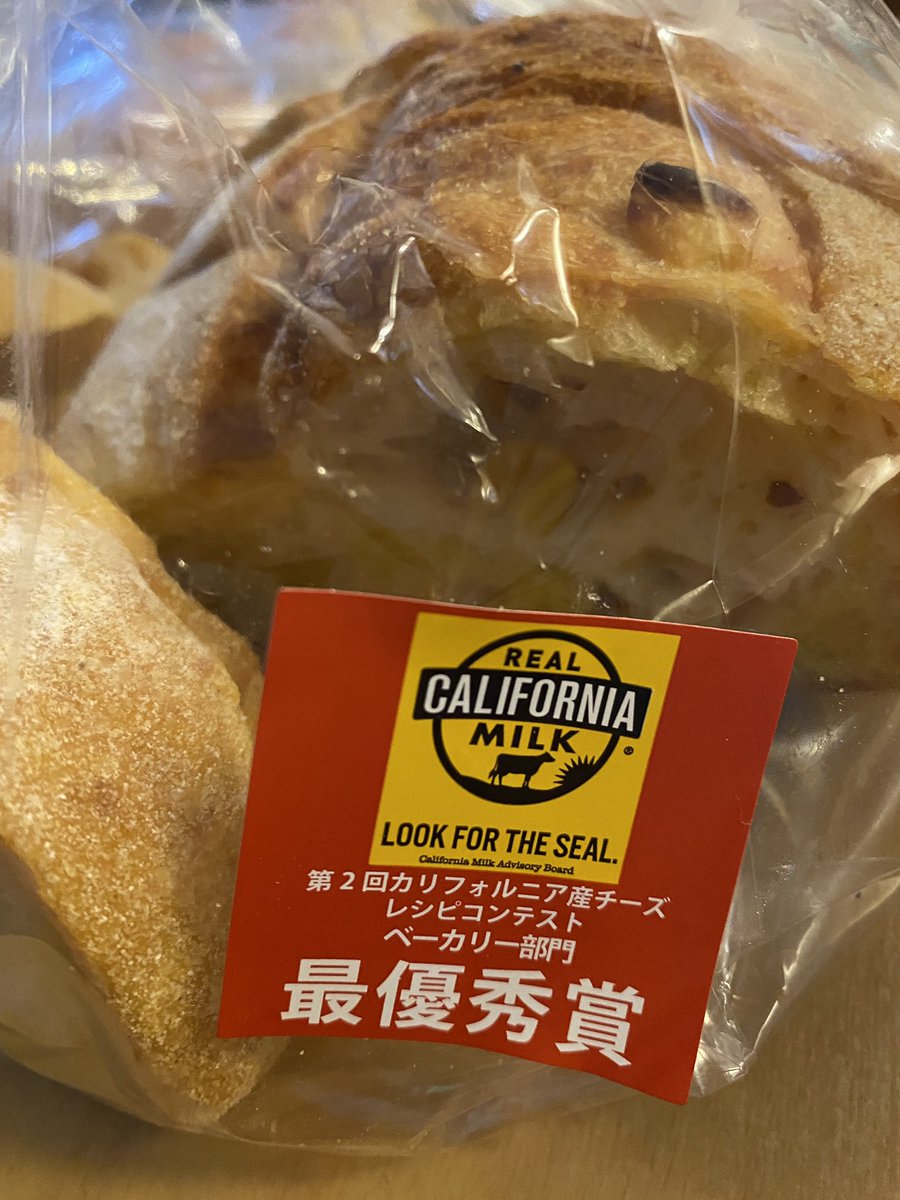 REAL
CALIFORNIA
MILK
®
LOOK FOR THE SEAL.
California Milk Advisory Board
第2回カリフォルニア産チーズ
レシピコンテスト
ベーカリー部門
最優秀賞